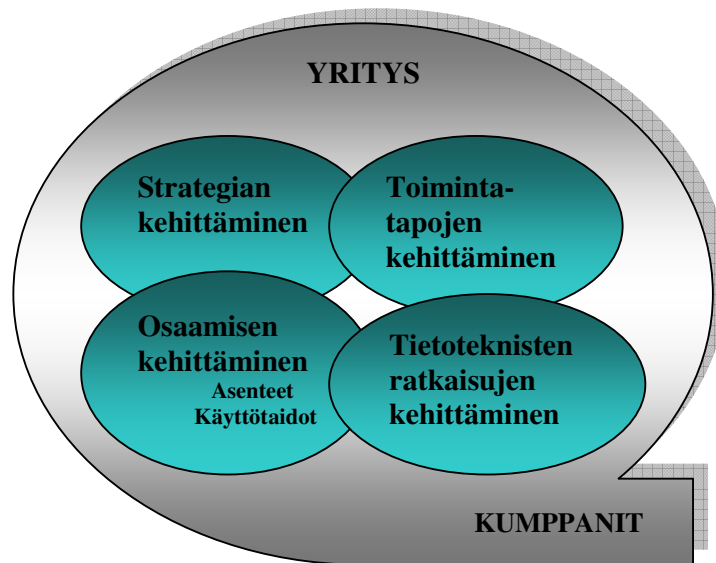 YRITYS
Strategian
kehittäminen
Toiminta-
tapojen
kehittäminen
Osaamisen
kehittäminen
Asenteet
Käyttötaidot
Tietoteknisten
ratkaisujen
kehittäminen
KUMPPANIT